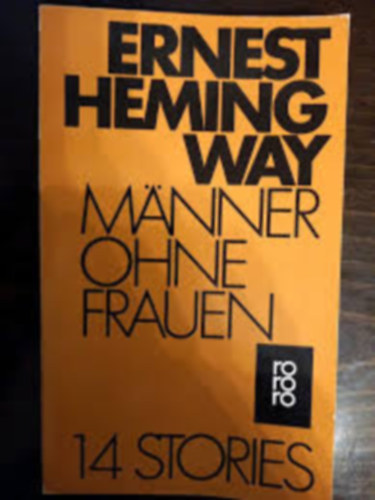 ERNEST
HEMING
WAY
MÄNNER
OHNE
FRAUEN
ro
ro
ro
14 STORIES